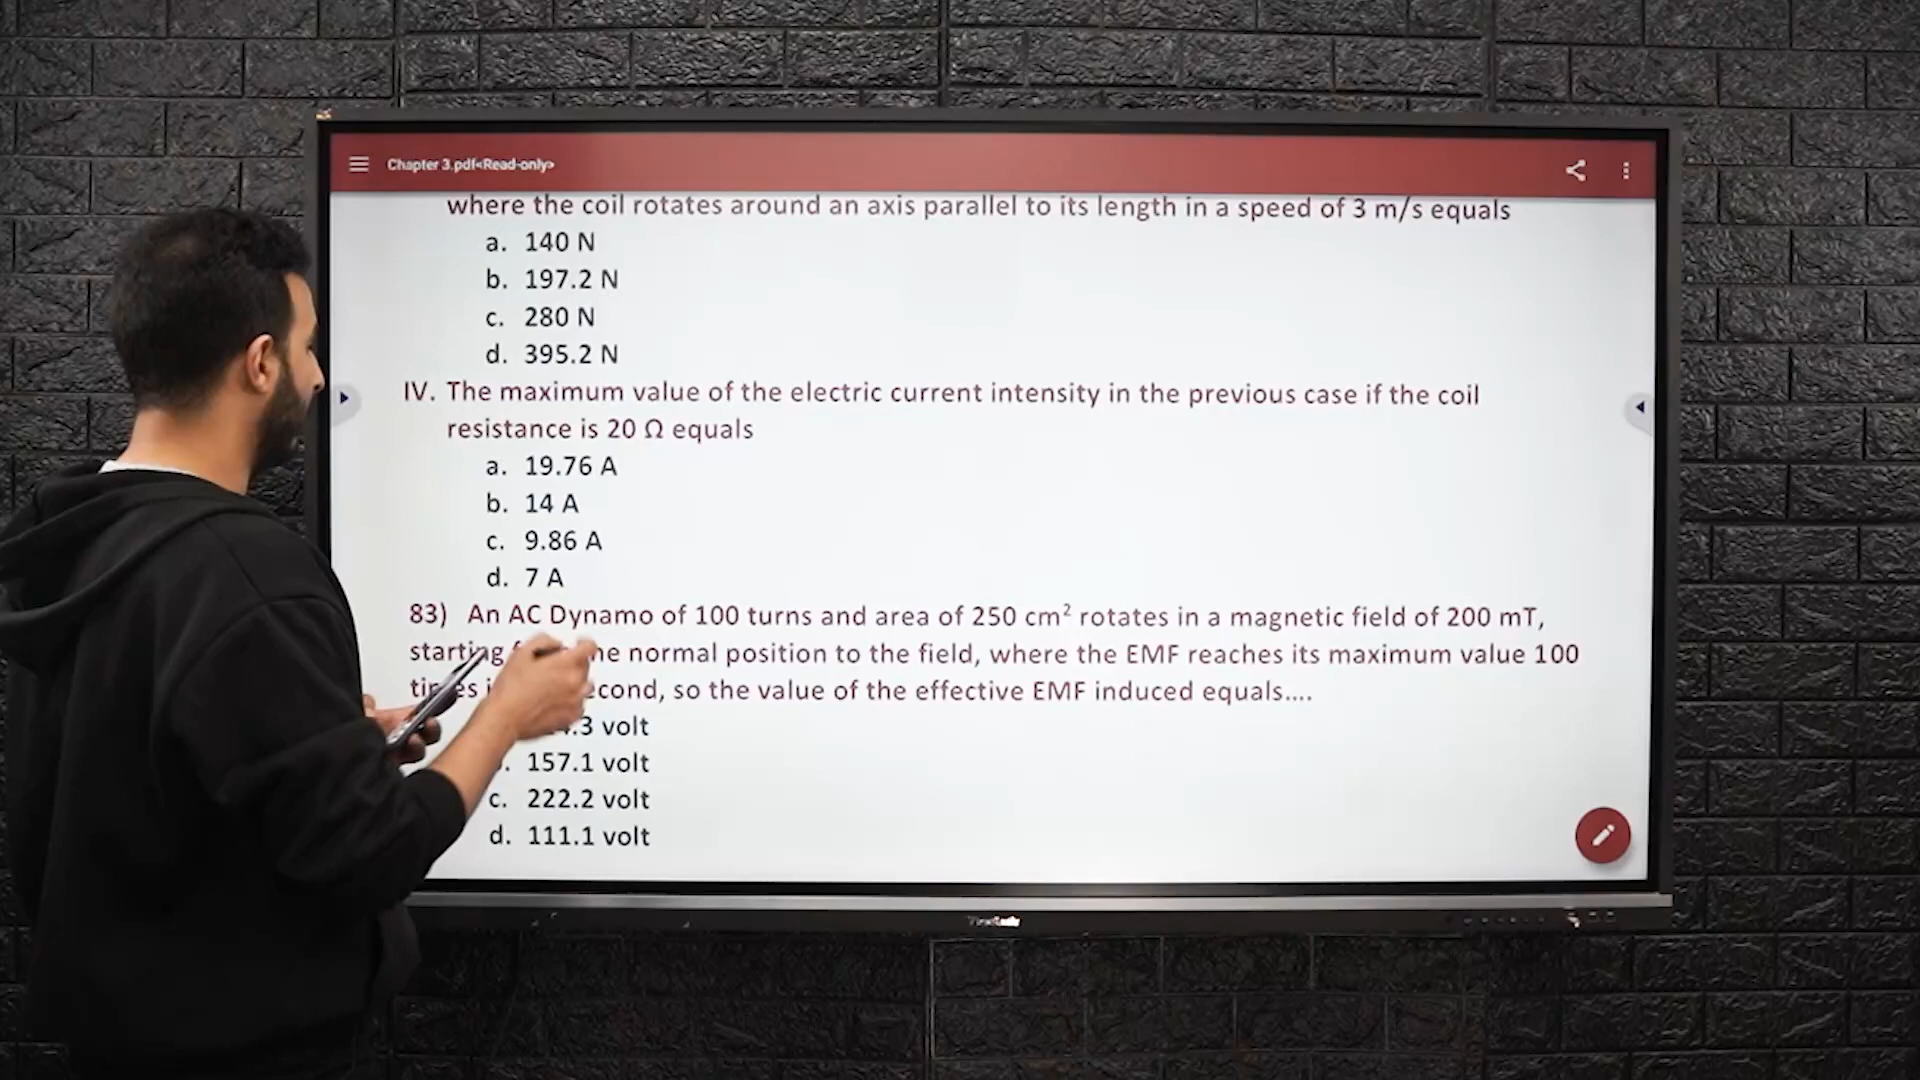 Chapter 3.pdf<Read-only>
where the coil rotates around an axis parallel to its length in a speed of 3 m/s equals
a. 140 N
b. 197.2 N
c. 280 N
d. 395.2 N
IV. The maximum value of the electric current intensity in the previous case if the coil
resistance is 20 Ω equals
a. 19.76 A
b. 14 A
c. 9.86 A
d. 7 A
83) An AC Dynamo of 100 turns and area of 250 cm² rotates in a magnetic field of 200 mT,
starting normal position to the field, where the EMF reaches its maximum value 100
so the value of the effective EMF induced equals....
.3 volt
157.1 volt
c. 222.2 volt
d. 111.1 volt
ViewSonic